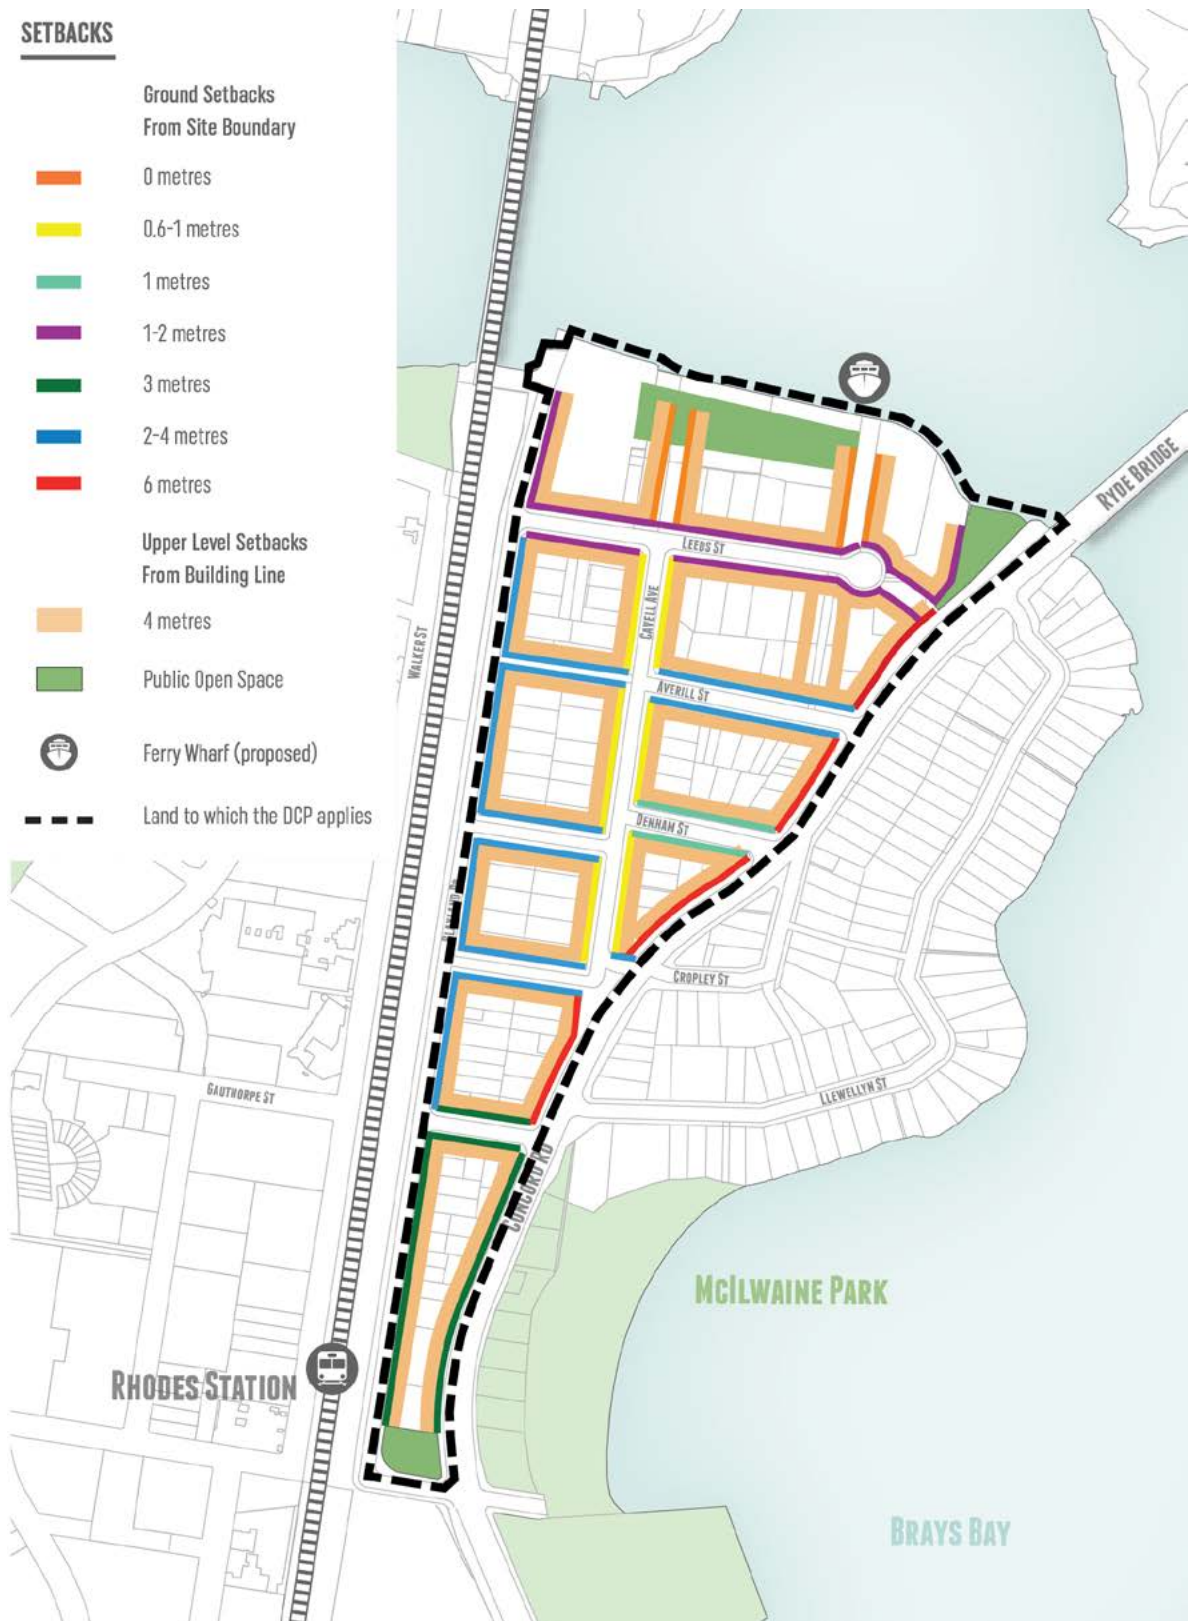 SETBACKS
Ground Setbacks
From Site Boundary
0 metres
0.6-1 metres
1 metres
1-2 metres
3 metres
2-4 metres
6 metres
Upper Level Setbacks
From Building Line
4 metres
Public Open Space
Ferry Wharf (proposed)
Land to which the DCP applies
RYDE BRIDGE
LEEDS ST
CAVELL AVE
WALKER ST
AVERILL ST
DENHAM ST
CROPLEY ST
GAUTHORPE ST
LLEWELLYN ST
CONCORD RD
MCILWAINE PARK
RHODES STATION
BRAYS BAY